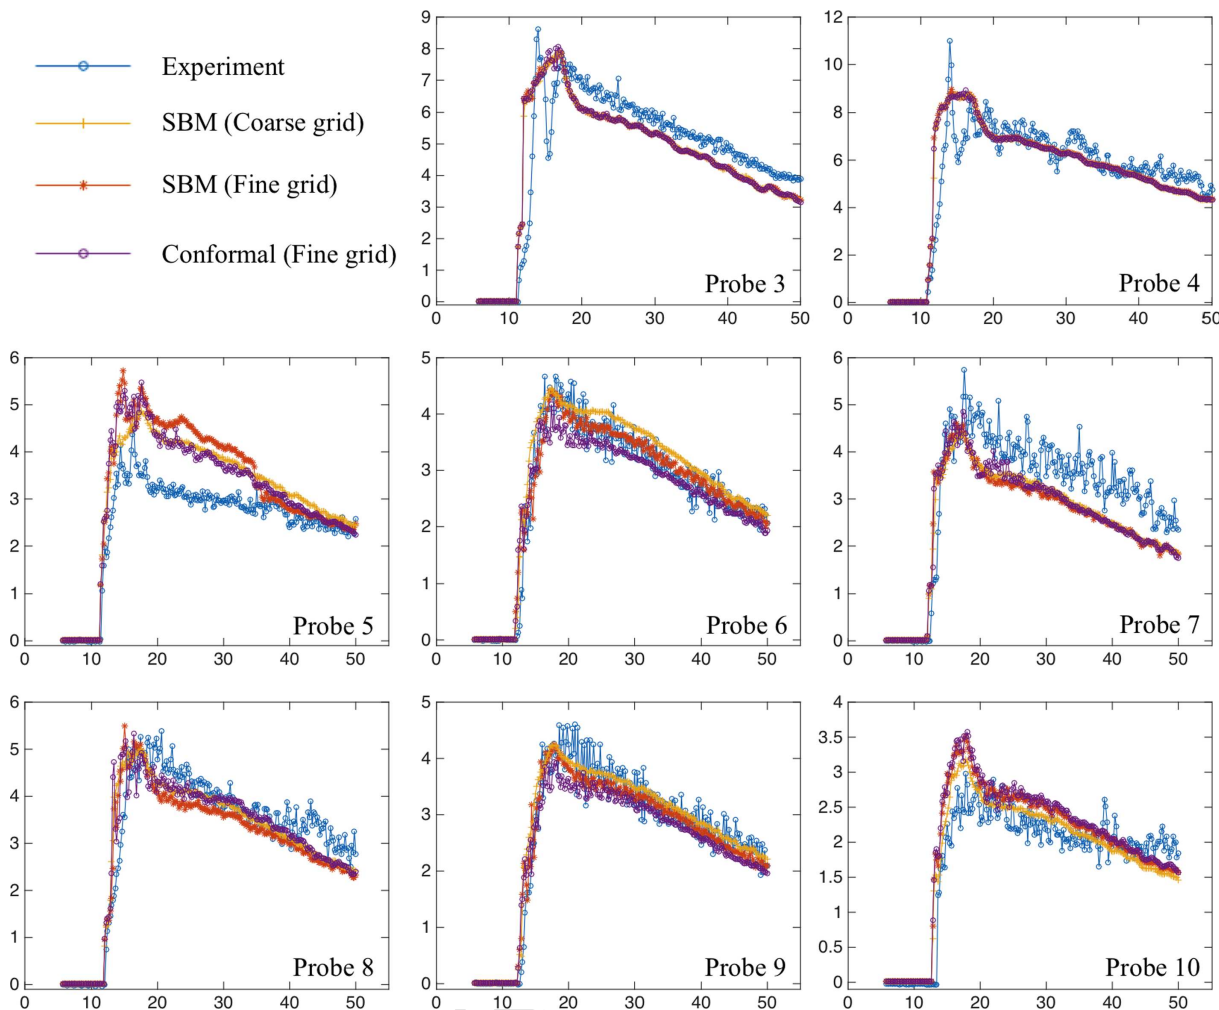 Experiment
SBM (Coarse grid)
SBM (Fine grid)
Conformal (Fine grid)
9
8
7
6
5
4
3
2
1
0
0 10 20 30 40 50
Probe 3
12
10
8
6
4
2
0
0 10 20 30 40 50
Probe 4
6
5
4
3
2
1
0
0 10 20 30 40 50
Probe 5
5
4
3
2
1
0
0 10 20 30 40 50
Probe 6
6
5
4
3
2
1
0
0 10 20 30 40 50
Probe 7
6
5
4
3
2
1
0
0 10 20 30 40 50
Probe 8
5
4
3
2
1
0
0 10 20 30 40 50
Probe 9
4
3.5
3
2.5
2
1.5
1
0.5
0
0 10 20 30 40 50
Probe 10